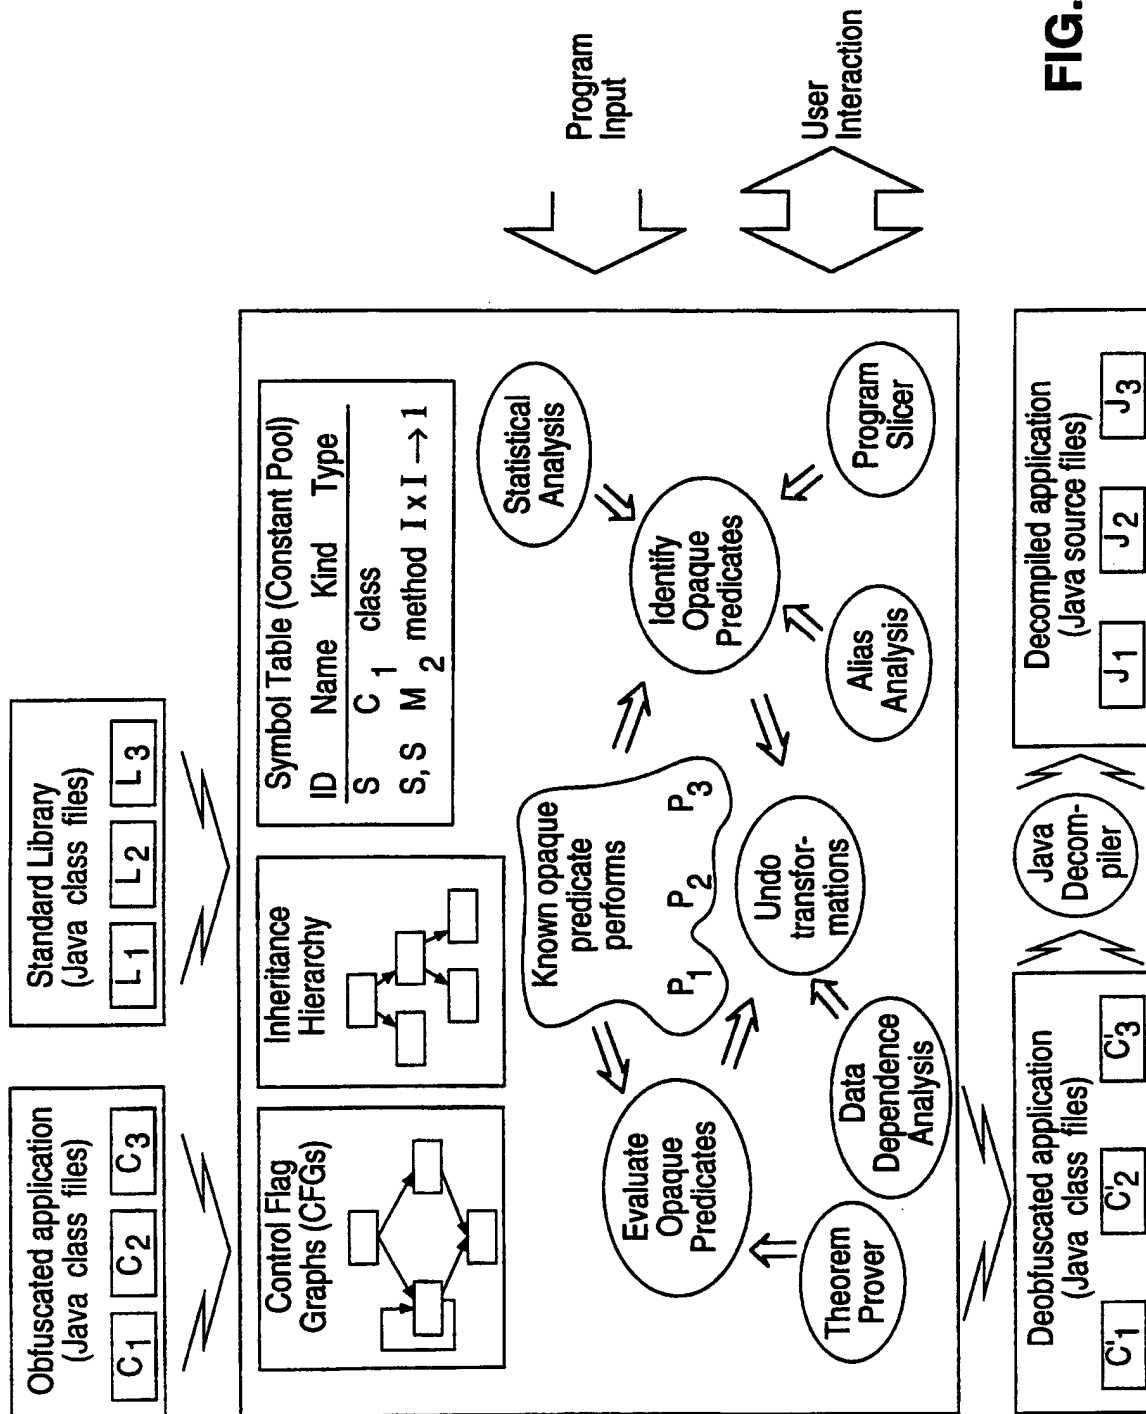 Obfuscated application
(Java class files)
C1 C2 C3
Standard Library
(Java class files)
L1 L2 L3
Control Flag
Graphs (CFGs)
Inheritance
Hierarchy
Symbol Table (Constant Pool)
ID Name Kind Type
S C1 class
S, S M2 method I x I → 1
Program
Input
User
Interaction
Known opaque
predicate
performs
P1 P2 P3
Statistical
Analysis
Evaluate
Opaque
Predicates
Identify
Opaque
Predicates
Undo
transfor-
mations
Theorem
Prover
Data
Dependence
Analysis
Alias
Analysis
Program
Slicer
Deobfuscated application
(Java class files)
C'1 C'2 C'3
Java
Decom-
piler
Decompiled application
(Java source files)
J1 J2 J3
FIG.